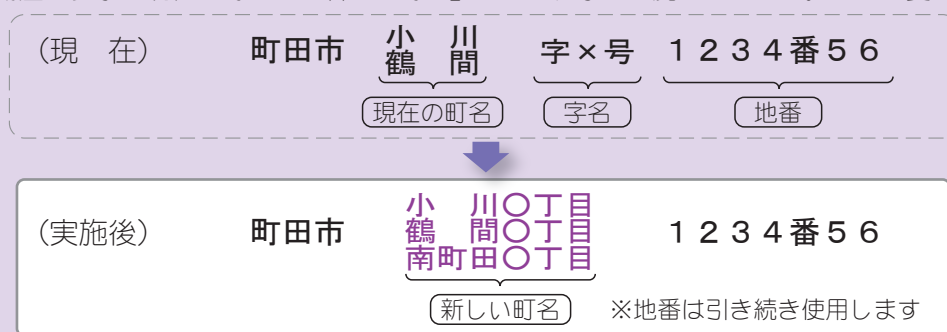 (現　在)　町田市　小　川　字×号　１２３４番５６
鶴　間
現在の町名　字名　地番
(実施後)　町田市　小　川〇丁目　１２３４番５６
鶴　間〇丁目
南町田〇丁目
新しい町名　※地番は引き続き使用します